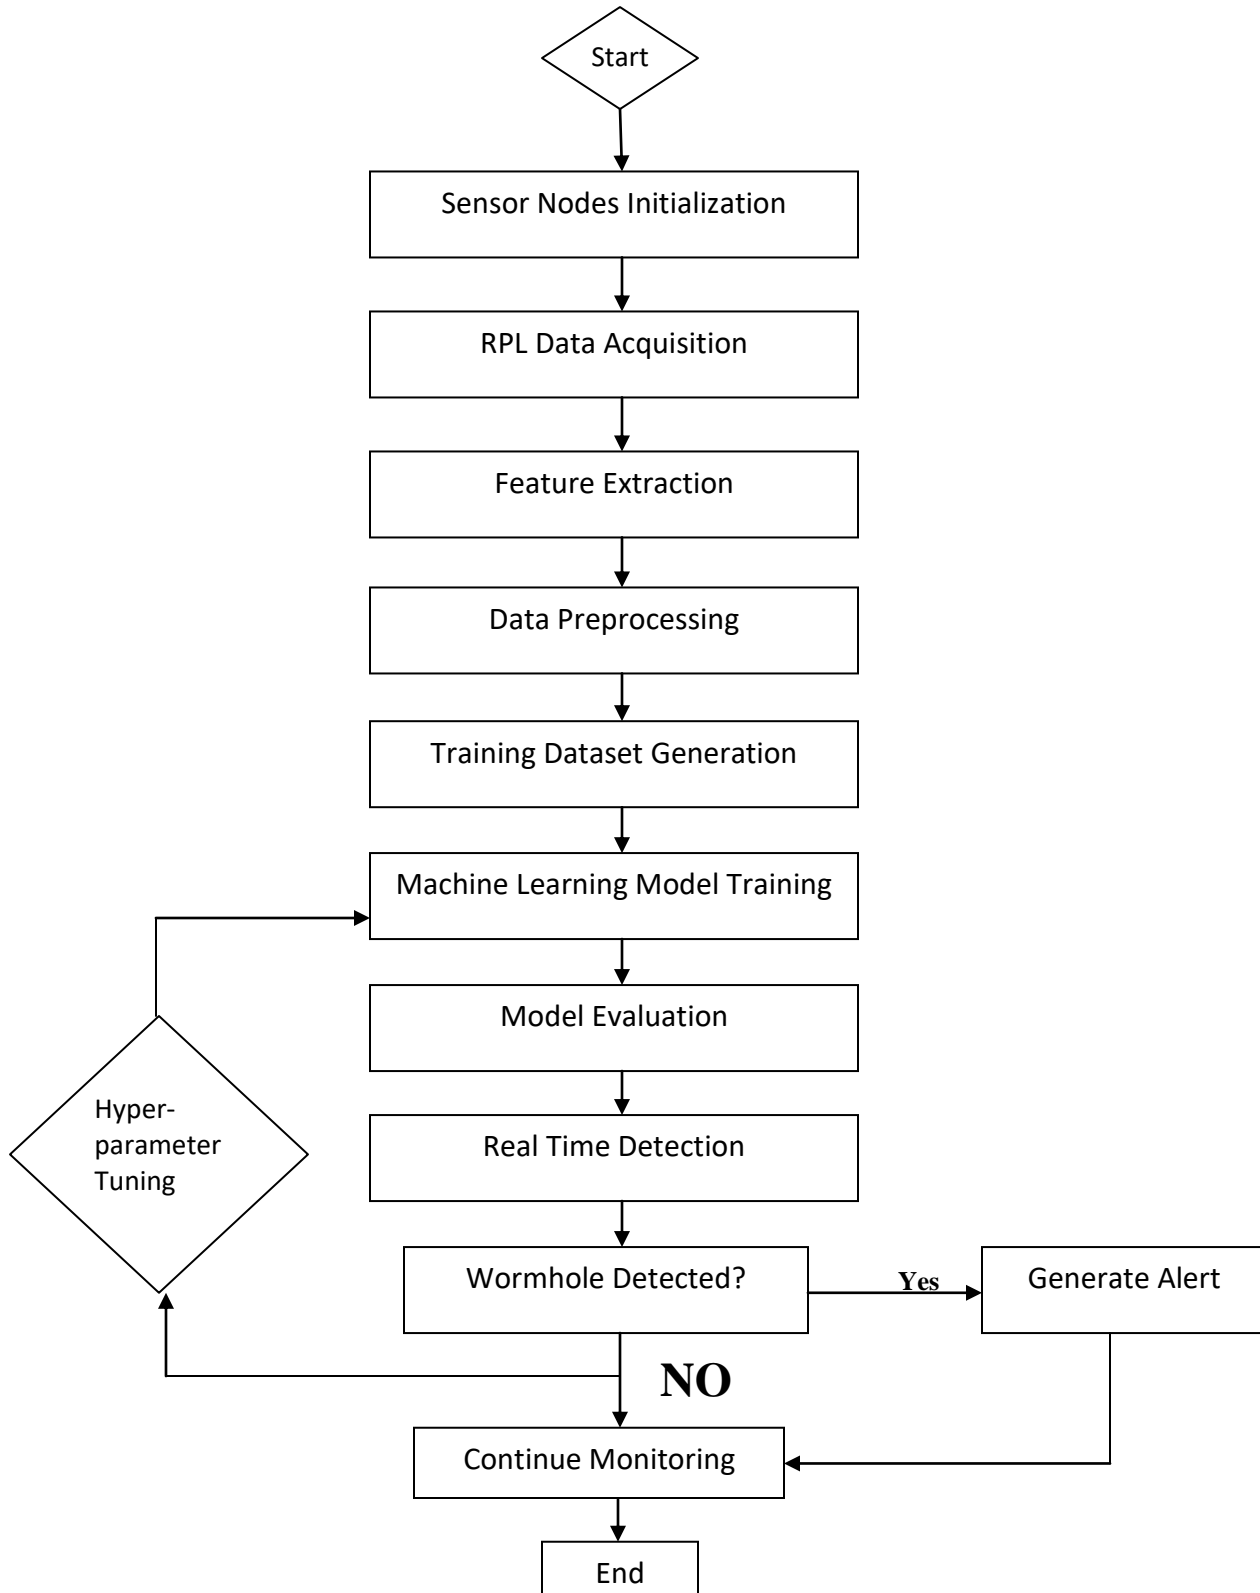 Start
Sensor Nodes Initialization
RPL Data Acquisition
Feature Extraction
Data Preprocessing
Training Dataset Generation
Machine Learning Model Training
Model Evaluation
Hyper-
parameter
Tuning
Real Time Detection
Wormhole Detected?
Yes
Generate Alert
NO
Continue Monitoring
End